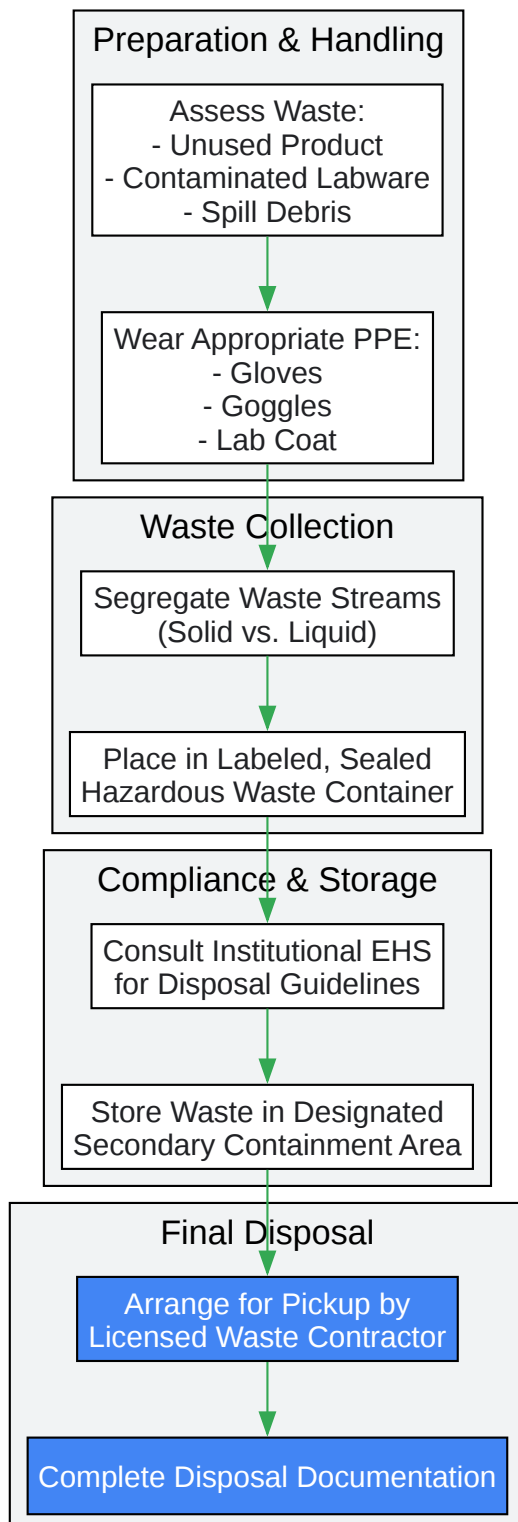 Preparation & Handling
Assess Waste:
- Unused Product
- Contaminated Labware
- Spill Debris
Wear Appropriate PPE:
- Gloves
- Goggles
- Lab Coat
Waste Collection
Segregate Waste Streams
(Solid vs. Liquid)
Place in Labeled, Sealed
Hazardous Waste Container
Compliance & Storage
Consult Institutional EHS
for Disposal Guidelines
Store Waste in Designated
Secondary Containment Area
Final Disposal
Arrange for Pickup by
Licensed Waste Contractor
Complete Disposal Documentation